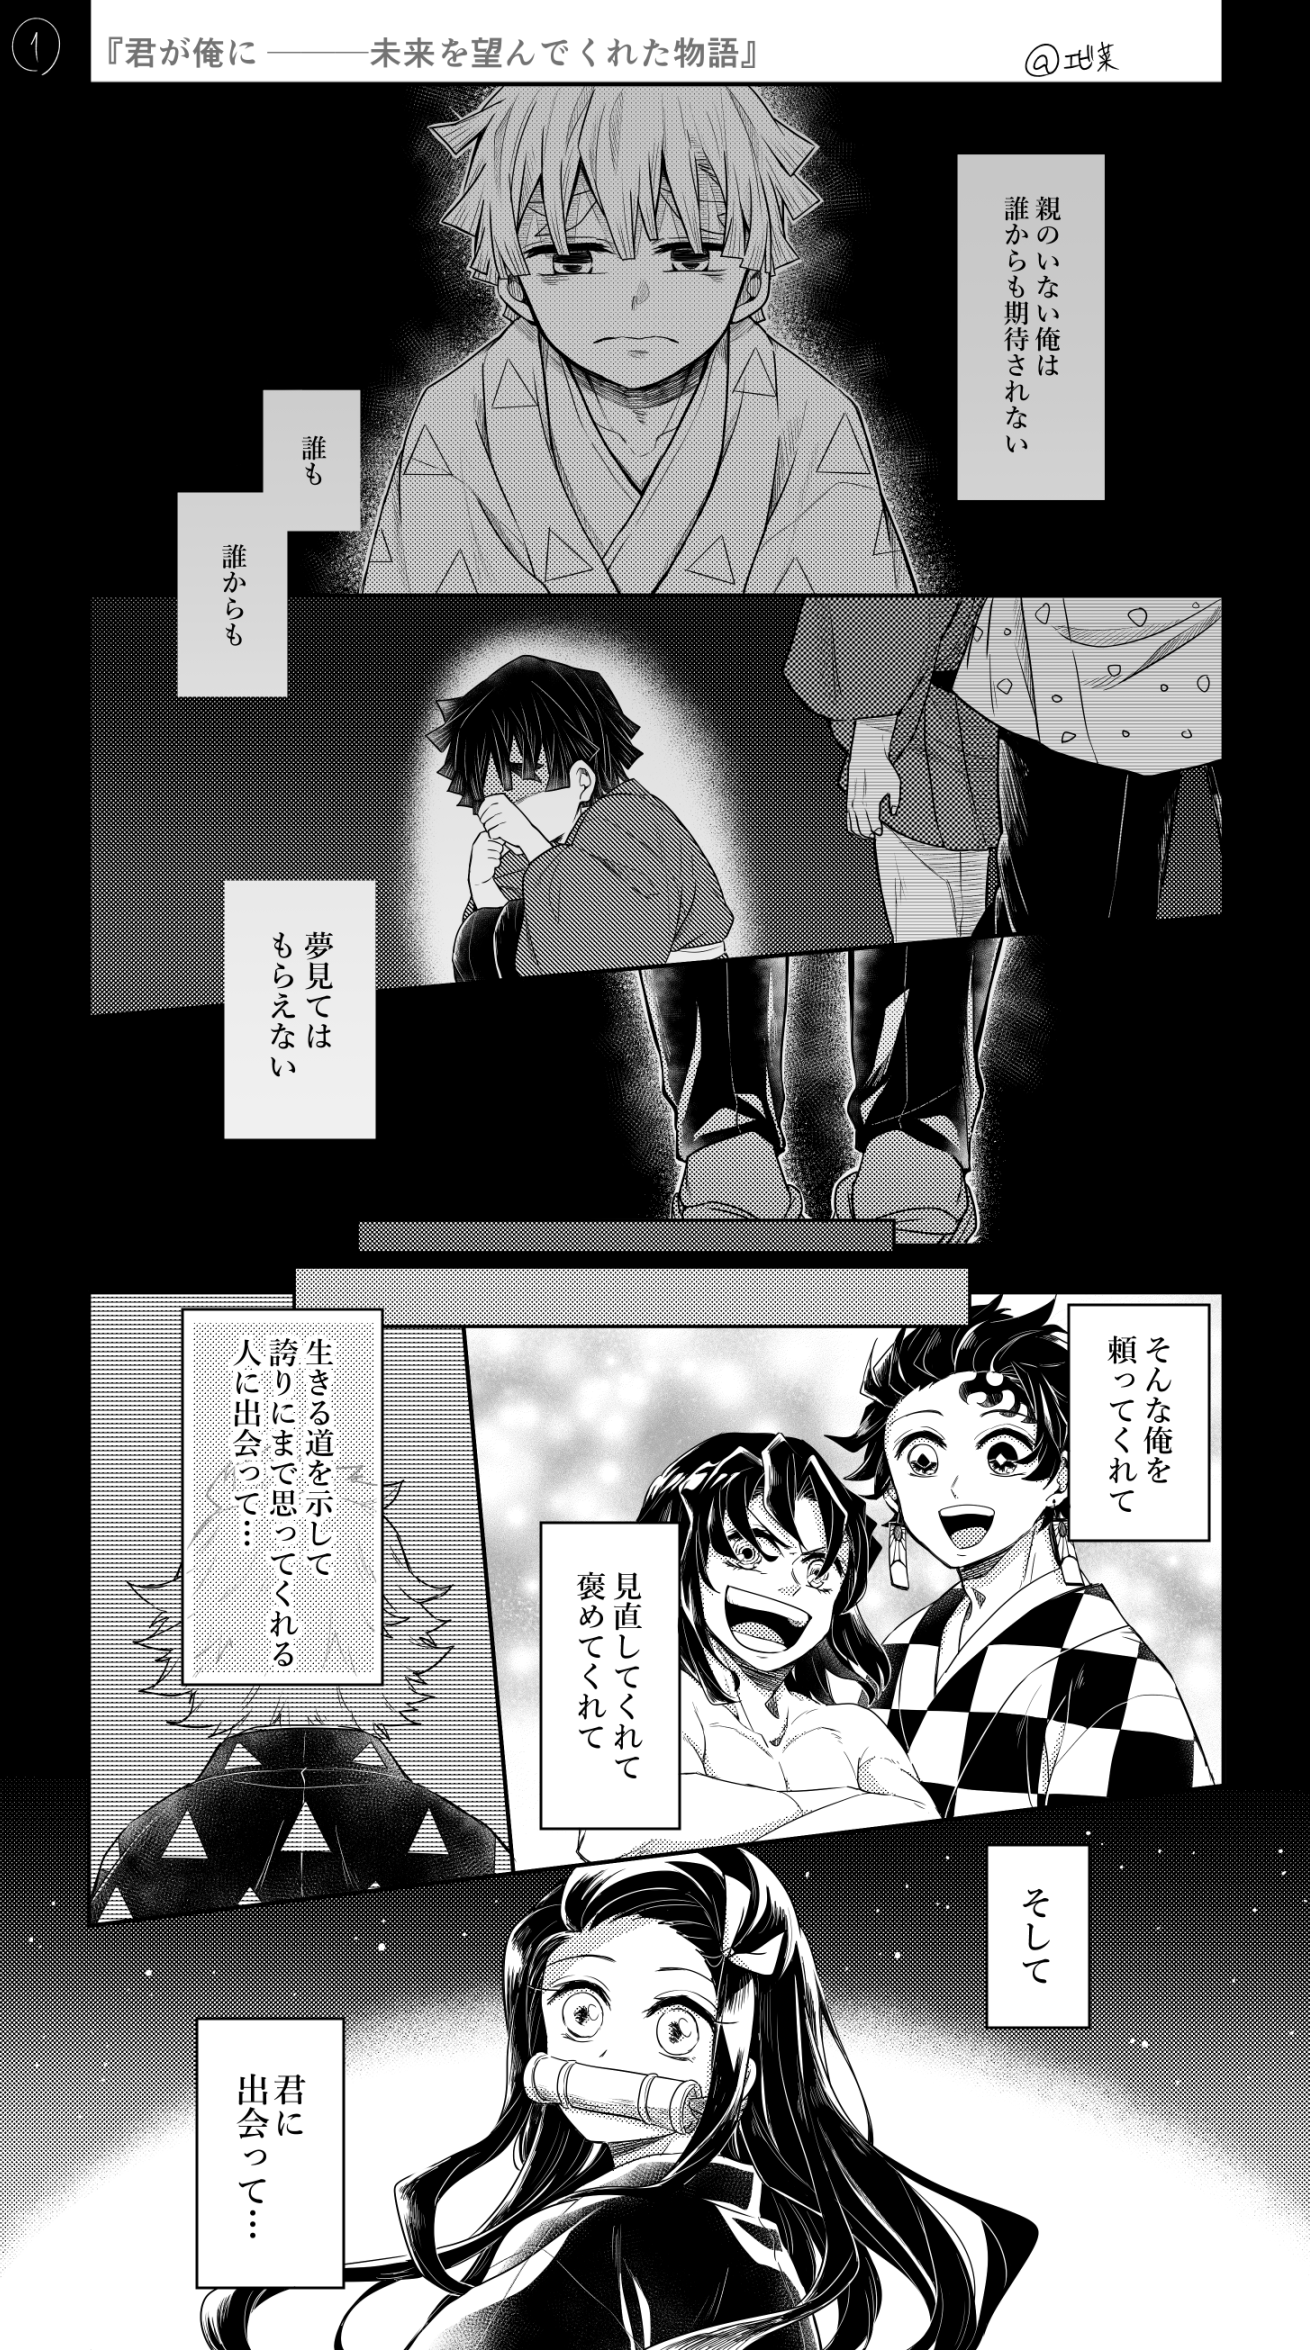 1
『君が俺に ———未来を望んでくれた物語』
親のいない俺は
誰からも期待されない
誰も
誰からも
夢見ては
もらえない
そんな俺を
頼ってくれて
見直してくれて
褒めてくれて
生きる道を示して
誇りにまで思ってくれる
人に出会って…
そして
君に
出会って…